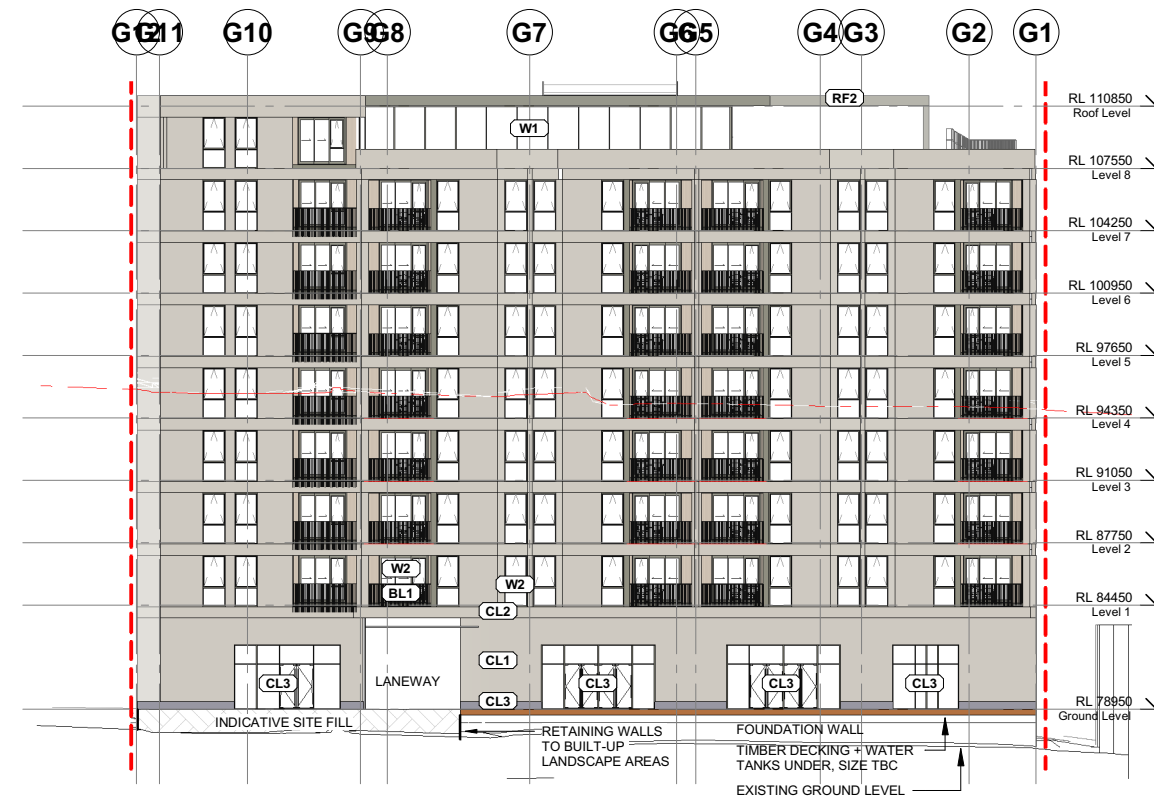 G12 G11 G10 G9 G8 G7 G6 G5 G4 G3 G2 G1
RF2
RL 110850
Roof Level
W1
RL 107550
Level 8
RL 104250
Level 7
RL 100950
Level 6
RL 97650
Level 5
RL 94350
Level 4
RL 91050
Level 3
RL 87750
Level 2
W2
W2
BL1
RL 84450
Level 1
CL2
CL1
LANEWAY
CL3
CL3
CL3
CL3
CL3
RL 78950
Ground Level
INDICATIVE SITE FILL
RETAINING WALLS
TO BUILT-UP
LANDSCAPE AREAS
FOUNDATION WALL
TIMBER DECKING + WATER
TANKS UNDER, SIZE TBC
EXISTING GROUND LEVEL